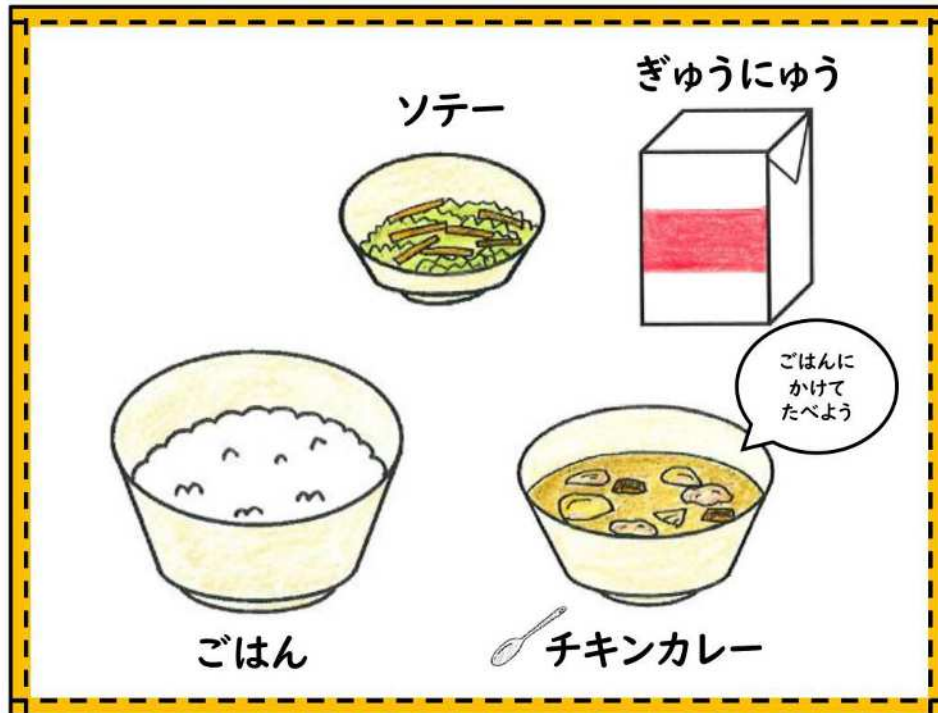 ぎゅうにゅう
ソテー
ごはんに
かけて
たべよう
ごはん
チキンカレー